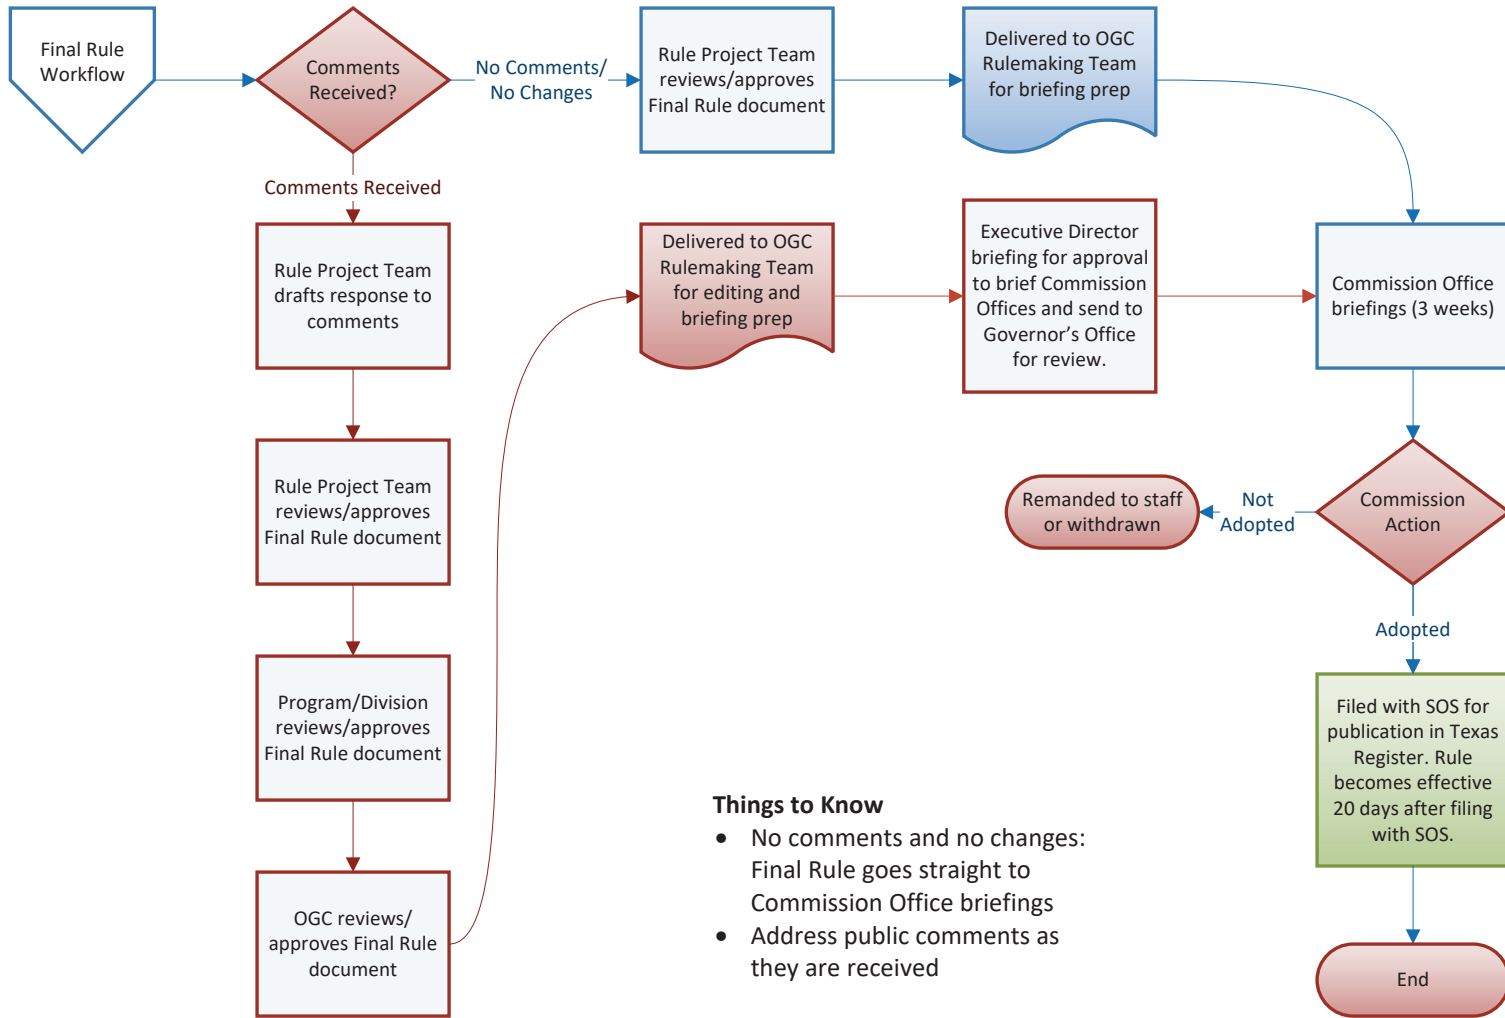 Final Rule
Workflow
Comments
Received?
No Comments/
No Changes
Rule Project Team
reviews/approves
Final Rule document
Delivered to OGC
Rulemaking Team
for briefing prep
Comments Received
Rule Project Team
drafts response to
comments
Delivered to OGC
Rulemaking Team
for editing and
briefing prep
Executive Director
briefing for approval
to brief Commission
Offices and send to
Governor’s Office
for review.
Commission Office
briefings (3 weeks)
Rule Project Team
reviews/approves
Final Rule document
Remanded to staff
or withdrawn
Not
Adopted
Commission
Action
Adopted
Program/Division
reviews/approves
Final Rule document
Filed with SOS for
publication in Texas
Register. Rule
becomes effective
20 days after filing
with SOS.
OGC reviews/
approves Final Rule
document
Things to Know
• No comments and no changes:
Final Rule goes straight to
Commission Office briefings
• Address public comments as
they are received
End